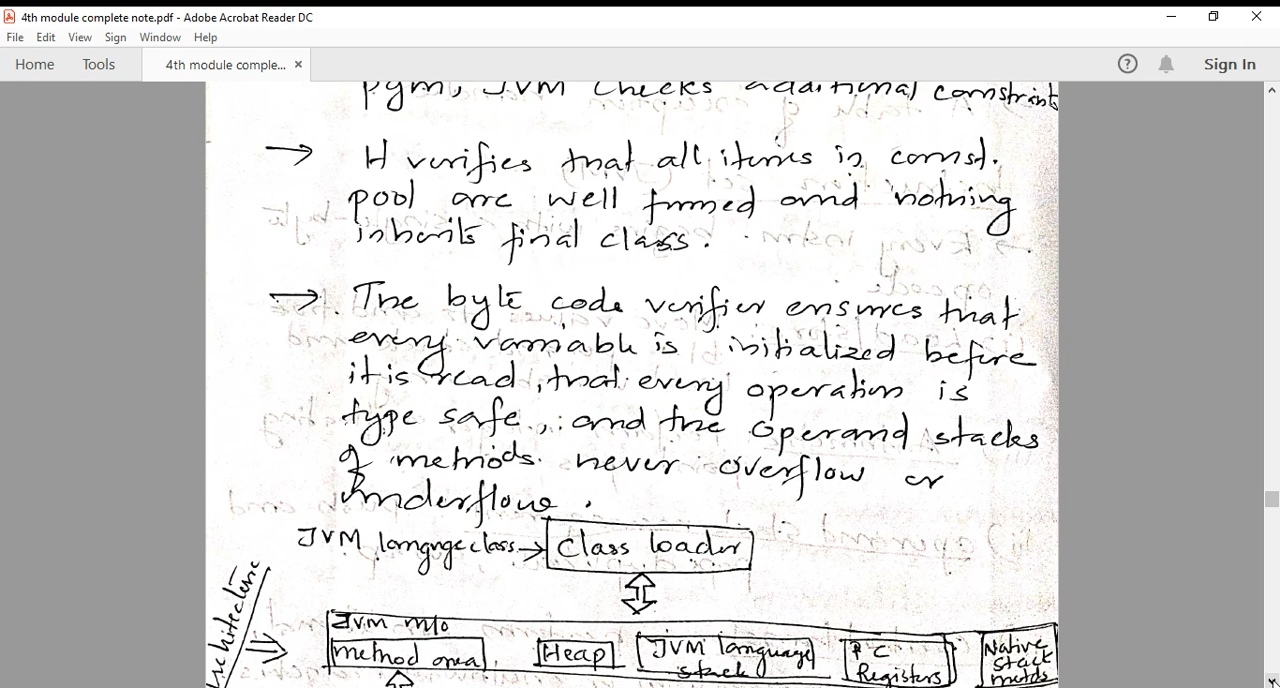 4th module complete note.pdf - Adobe Acrobat Reader DC
File Edit View Sign Window Help
Home Tools 4th module comple... × ? Sign In
pgm, JVM checks additional constraint
→ It verifies that all items in const.
pool are well formed and nothing
inherits final class.
→ The byte code verifier ensures that
every variable is initialized before
it is read, that every operation is
type safe, and the operand stacks
of methods never overflow or
underflow.
JVM language class → class loader
Architecture
JVM m/o
method area Heap JVM language stack PC Registers Native stack